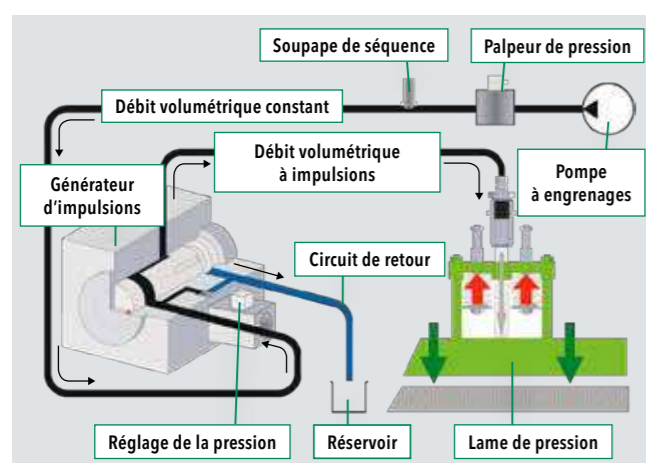 Soupape de séquence
Palpeur de pression
Débit volumétrique constant
Débit volumétrique
à impulsions
Générateur
d'impulsions
Pompe
à engrenages
Circuit de retour
Réglage de la pression
Réservoir
Lame de pression